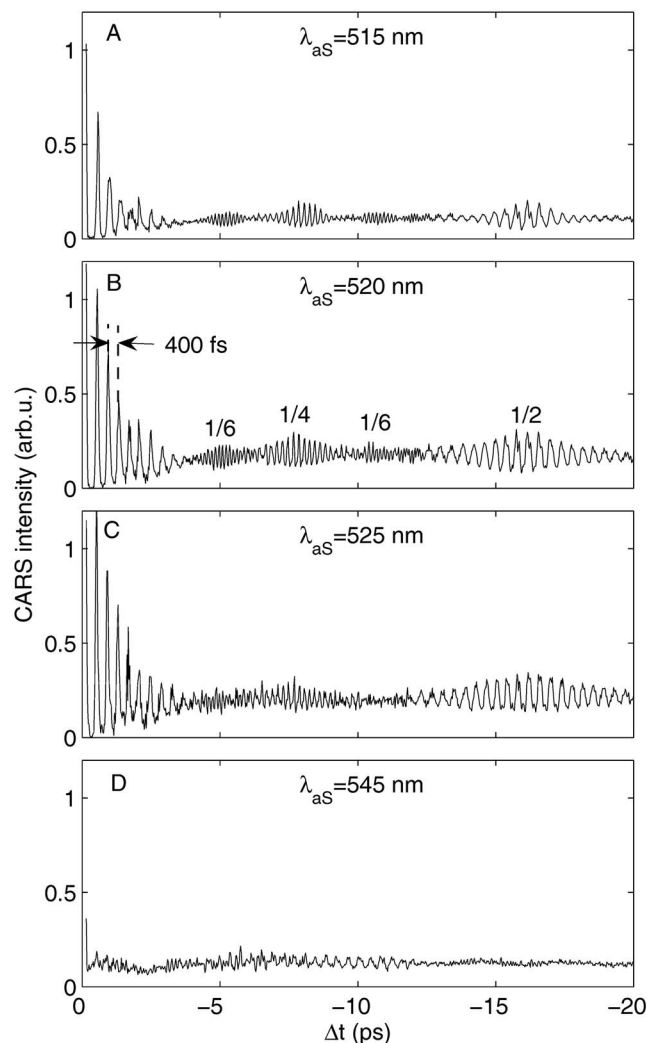 A
λaS=515 nm
1
0.5
0
B
λaS=520 nm
1
400 fs
0.5
1/6 1/4 1/6 1/2
0
CARS intensity (arb.u.)
C
λaS=525 nm
1
0.5
0
D
λaS=545 nm
1
0.5
0
0 −5 −10 −15 −20
Δt (ps)